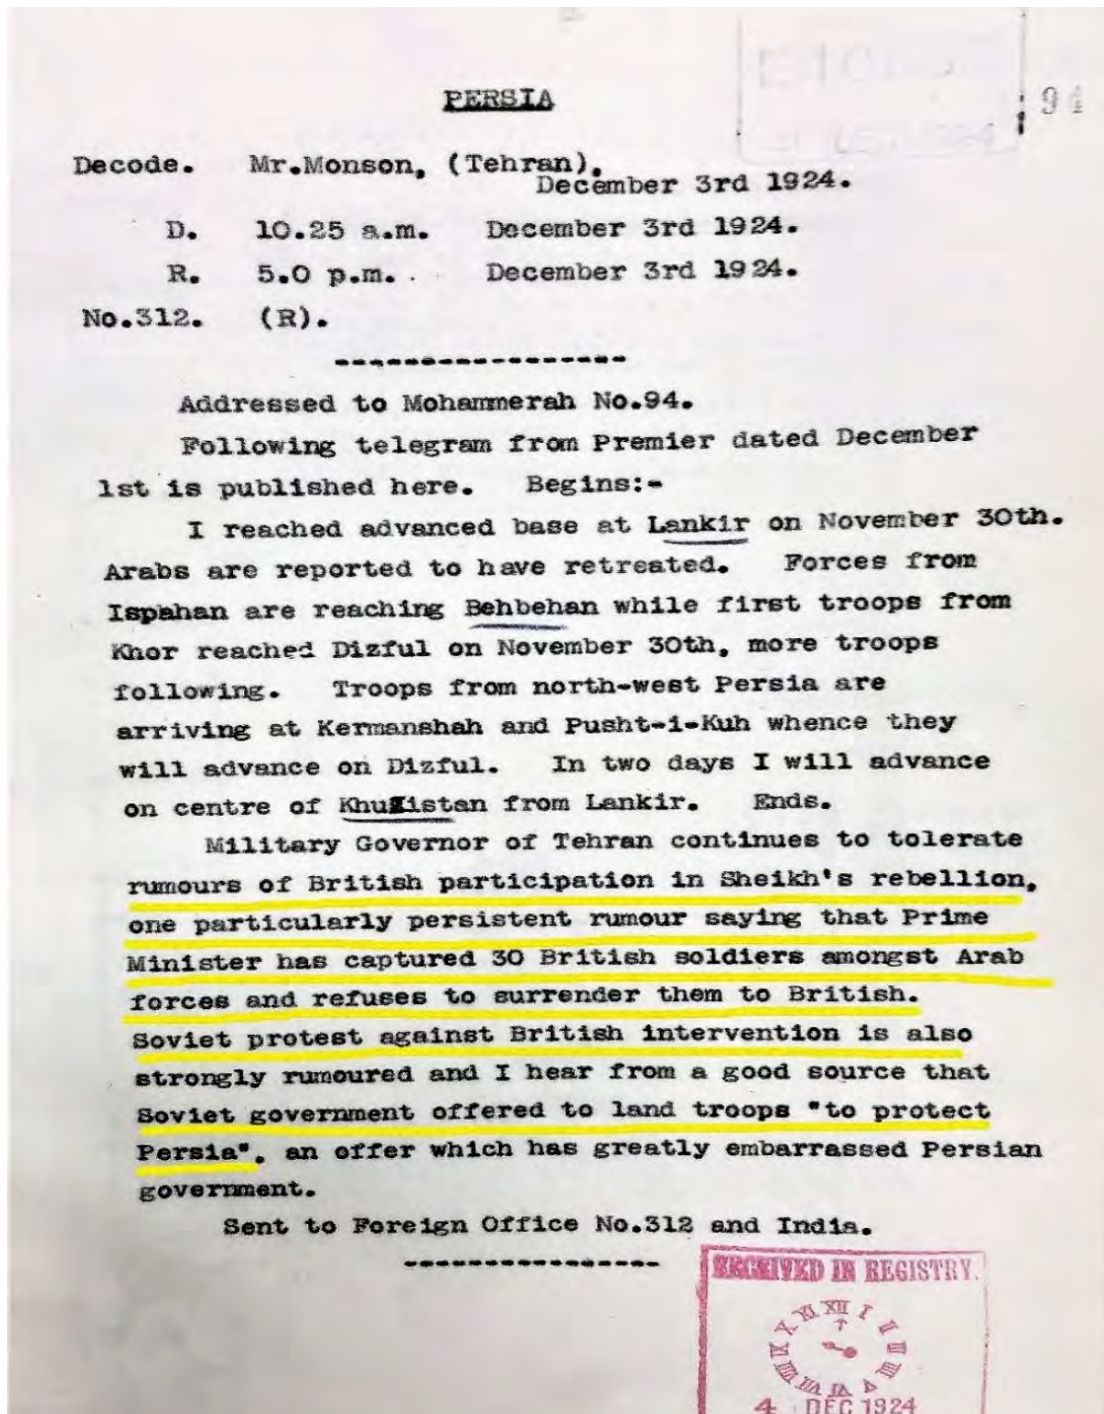 PERSIA
94
Decode. Mr.Monson, (Tehran).
December 3rd 1924.
D. 10.25 a.m. December 3rd 1924.
R. 5.0 p.m. . December 3rd 1924.
No.312. (R).
-------------------
Addressed to Mohammerah No.94.
Following telegram from Premier dated December
1st is published here. Begins:-
I reached advanced base at Lankir on November 30th.
Arabs are reported to have retreated. Forces from
Ispahan are reaching Behbehan while first troops from
Khor reached Dizful on November 30th, more troops
following. Troops from north-west Persia are
arriving at Kermanshah and Pusht-i-Kuh whence they
will advance on Dizful. In two days I will advance
on centre of Khuzistan from Lankir. Ends.
Military Governor of Tehran continues to tolerate
rumours of British participation in Sheikh's rebellion,
one particularly persistent rumour saying that Prime
Minister has captured 30 British soldiers amongst Arab
forces and refuses to surrender them to British.
Soviet protest against British intervention is also
strongly rumoured and I hear from a good source that
Soviet government offered to land troops "to protect
Persia", an offer which has greatly embarrassed Persian
government.
Sent to Foreign Office No.312 and India.
-----------------
RECEIVED IN REGISTRY.
XII I II III V VI VII VIII IX X XI
4 DEC 1924